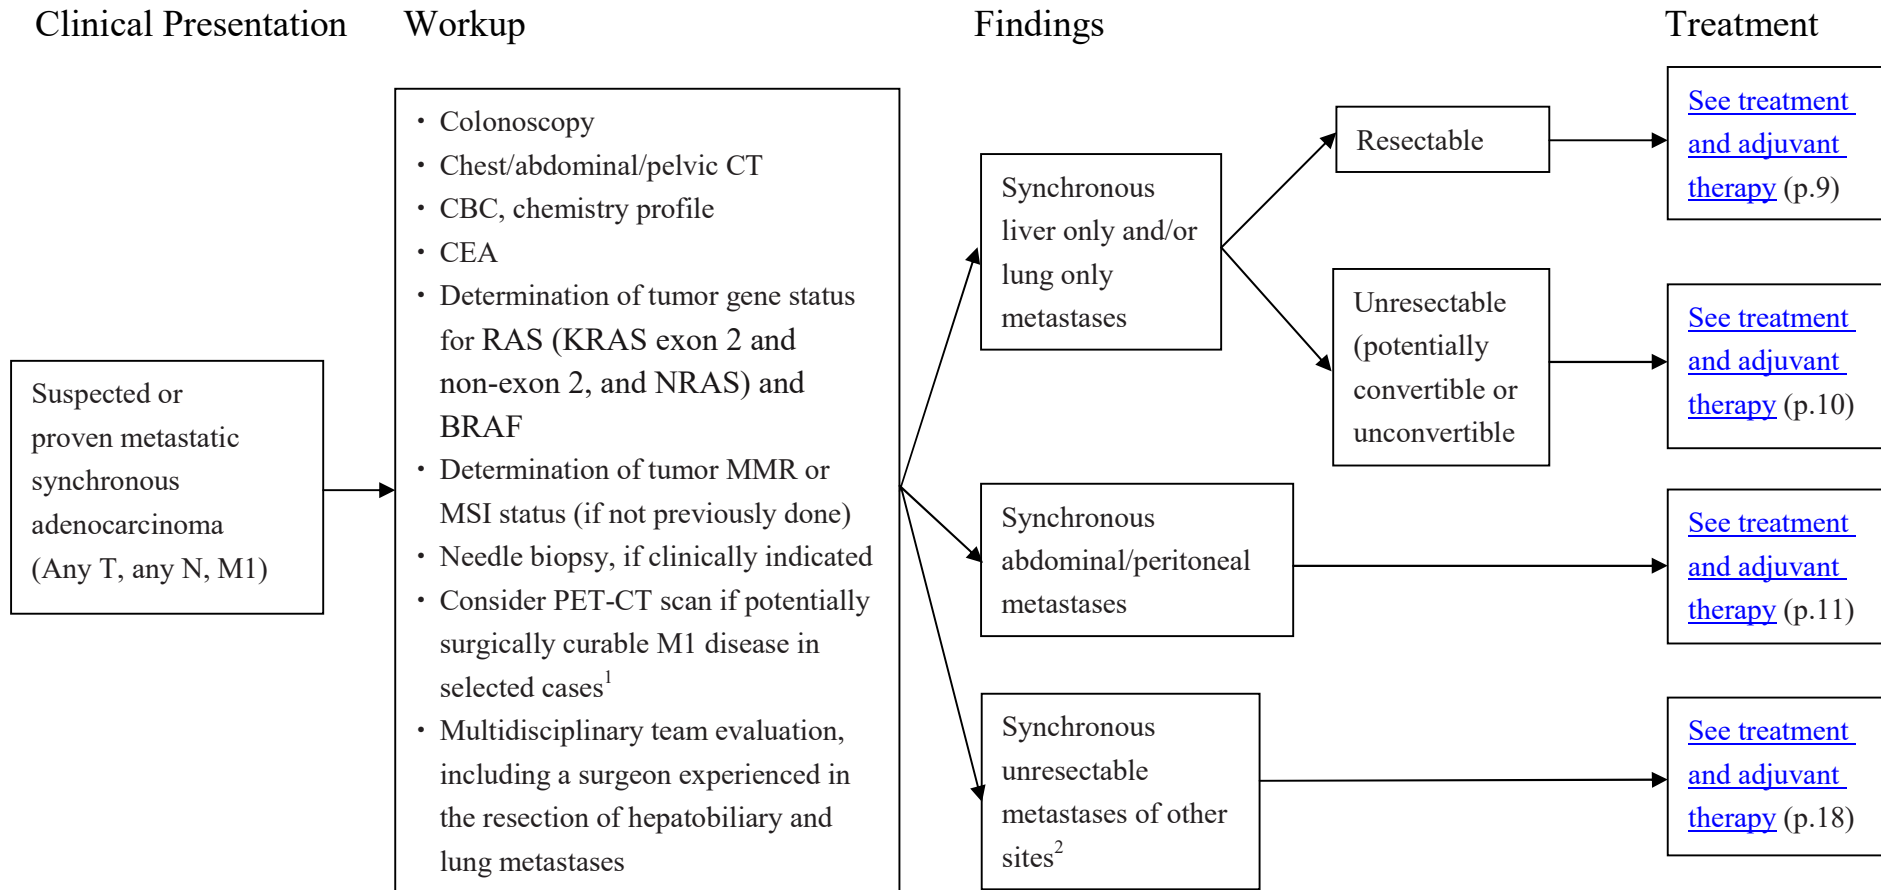 Clinical Presentation
Workup
Findings
Treatment
Suspected or
proven metastatic
synchronous
adenocarcinoma
(Any T, any N, M1)
・Colonoscopy
・Chest/abdominal/pelvic CT
・CBC, chemistry profile
・CEA
・Determination of tumor gene status
for RAS (KRAS exon 2 and
non-exon 2, and NRAS) and
BRAF
・Determination of tumor MMR or
MSI status (if not previously done)
・Needle biopsy, if clinically indicated
・Consider PET-CT scan if potentially
surgically curable M1 disease in
selected cases¹
・Multidisciplinary team evaluation,
including a surgeon experienced in
the resection of hepatobiliary and
lung metastases
Synchronous
liver only and/or
lung only
metastases
Resectable
See treatment
and adjuvant
therapy (p.9)
Unresectable
(potentially
convertible or
unconvertible
See treatment
and adjuvant
therapy (p.10)
Synchronous
abdominal/peritoneal
metastases
See treatment
and adjuvant
therapy (p.11)
Synchronous
unresectable
metastases of other
sites²
See treatment
and adjuvant
therapy (p.18)